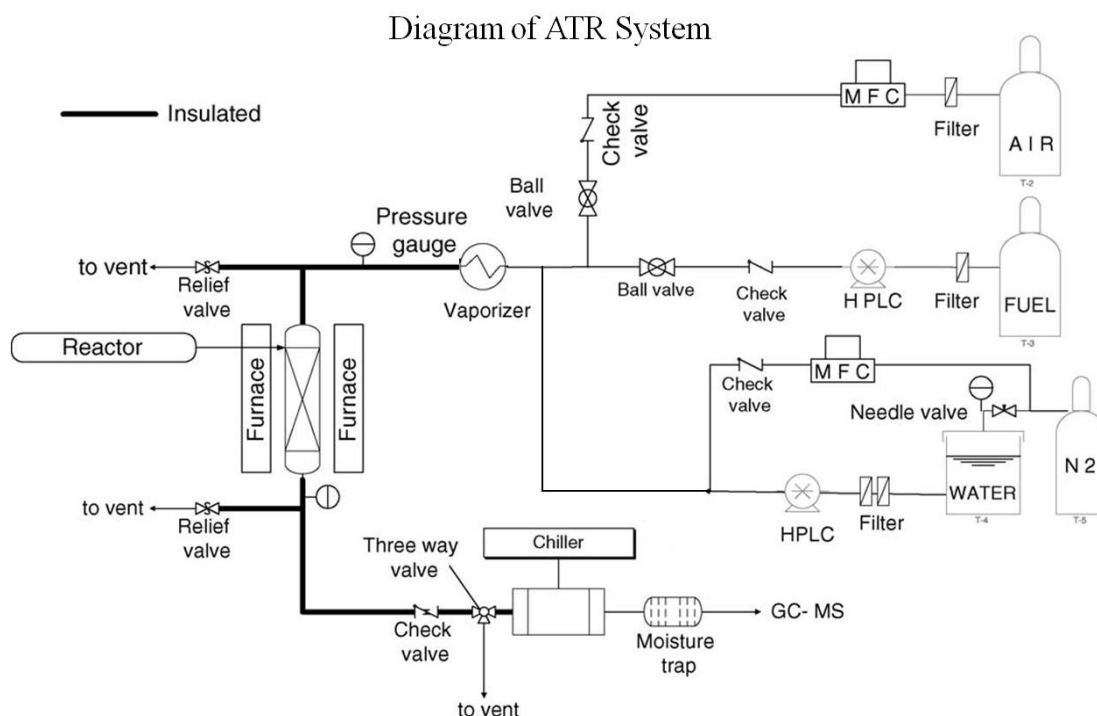 Diagram of ATR System
Insulated
M F C
Filter
A I R
T-2
Check
valve
Ball
valve
Pressure
gauge
to vent
Relief
valve
Vaporizer
Ball valve
Check
valve
H PLC
Filter
FUEL
T-3
Reactor
Furnace
Furnace
Check
valve
M F C
Needle valve
N 2
T-5
WATER
T-4
HPLC
Filter
to vent
Relief
valve
Three way
valve
Chiller
Check
valve
Moisture
trap
GC- MS
to vent